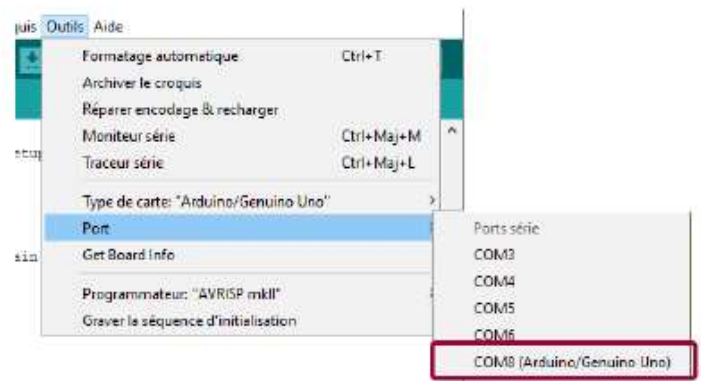 quis Outils Aide
Formatage automatique Ctrl+T
Archiver le croquis
Réparer encodage & recharger
Moniteur série Ctrl+Maj+M
Traceur série Ctrl+Maj+L
Type de carte: "Arduino/Genuino Uno"
Port
Get Board Info
Programmateur: "AVRISP mkII"
Graver la séquence d'initialisation
Ports série
COM3
COM4
COM5
COM6
COM8 (Arduino/Genuino Uno)